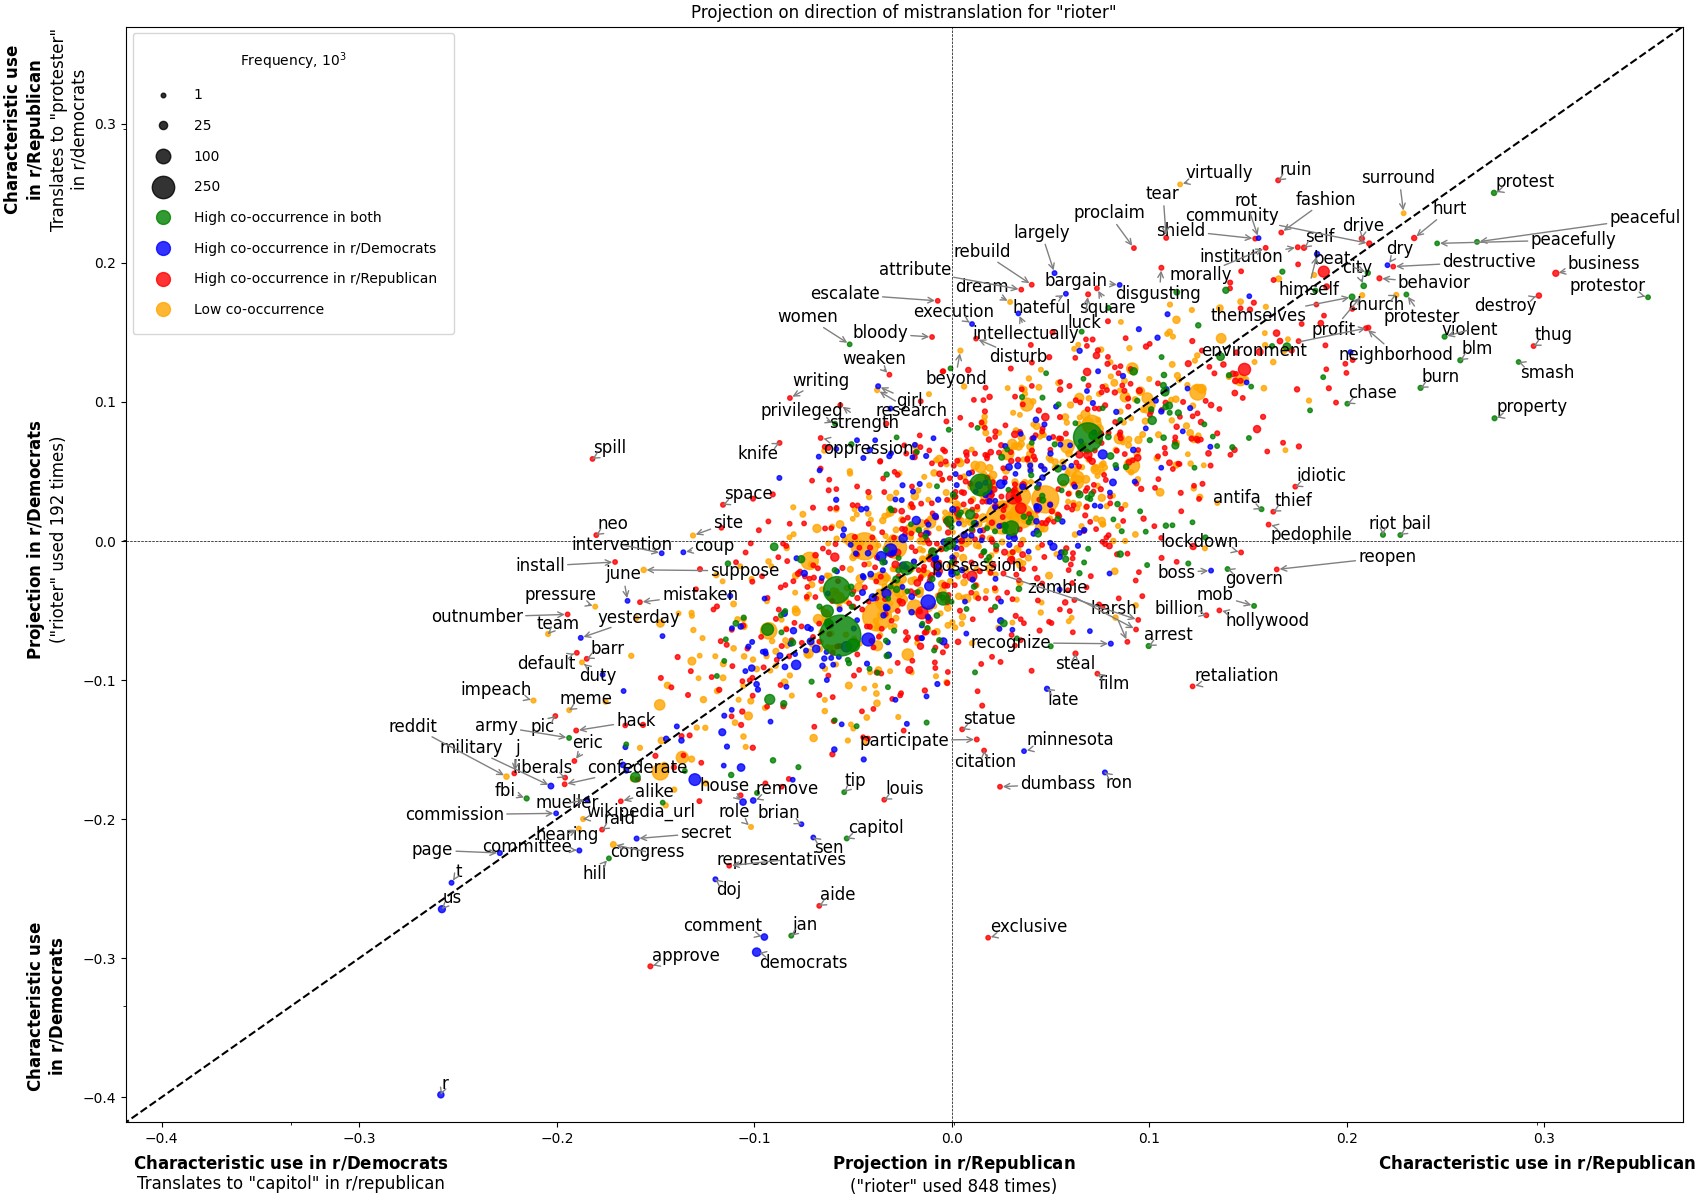 Projection on direction of mistranslation for "rioter"
Characteristic use
in r/Republican
Translates to "protester"
in r/democrats
Projection in r/Democrats
("rioter" used 192 times)
Characteristic use
in r/Democrats
Frequency, 10³
1
25
100
250
High co-occurrence in both
High co-occurrence in r/Democrats
High co-occurrence in r/Republican
Low co-occurrence
0.3
0.2
0.1
0.0
−0.1
−0.2
−0.3
−0.4
virtually
ruin
surround
protest
tear
rot
fashion
proclaim
community
hurt
peaceful
shield
drive
largely
self
peacefully
rebuild
institution
beat
dry
attribute
city
destructive
business
dream
bargain
morally
behavior
protestor
escalate
hateful
square
disgusting
himself
church
destroy
women
execution
luck
themselves
protester
bloody
intellectually
profit
violent
thug
weaken
disturb
environment
neighborhood
blm
writing
beyond
burn
smash
girl
privileged
research
chase
property
strength
spill
knife
oppression
space
idiotic
antifa
thief
neo
site
pedophile
riot
bail
intervention
coup
lockdown
install
june
suppose
possession
boss
govern
reopen
pressure
mistaken
zombie
mob
outnumber
team
yesterday
harsh
billion
hollywood
default
barr
recognize
arrest
duty
steal
impeach
meme
film
retaliation
late
reddit
army
pic
hack
statue
military
j
eric
participate
minnesota
liberals
confederate
citation
fbi
mueller
alike
house
remove
tip
louis
dumbass
ron
commission
wikipedia_url
raid
role
brian
hearing
secret
capitol
page
committee
congress
sen
t
hill
representatives
us
doj
aide
comment
jan
exclusive
approve
democrats
r
−0.4
−0.3
−0.2
−0.1
0.0
0.1
0.2
0.3
Characteristic use in r/Democrats
Translates to "capitol" in r/republican
Projection in r/Republican
("rioter" used 848 times)
Characteristic use in r/Republican